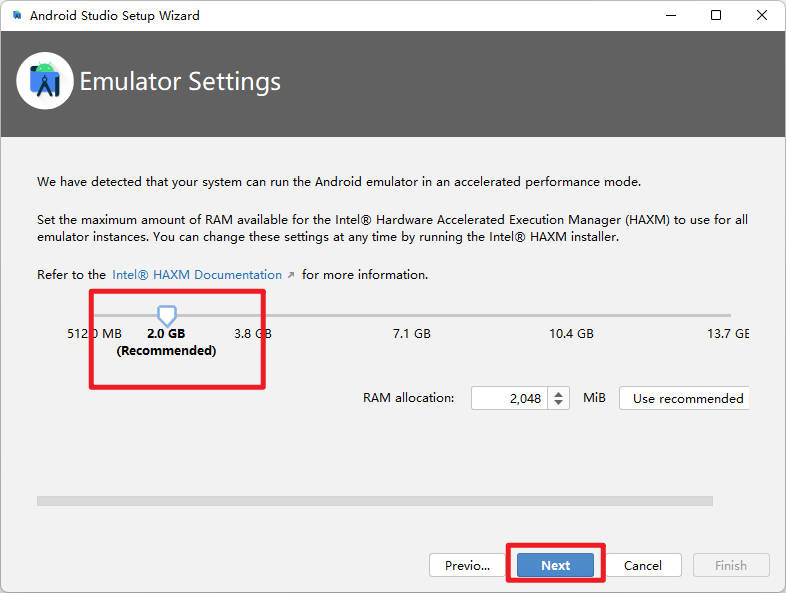 Android Studio Setup Wizard
Emulator Settings
We have detected that your system can run the Android emulator in an accelerated performance mode.
Set the maximum amount of RAM available for the Intel® Hardware Accelerated Execution Manager (HAXM) to use for all
emulator instances. You can change these settings at any time by running the Intel® HAXM installer.
Refer to the Intel® HAXM Documentation ↗ for more information.
512.0 MB 2.0 GB 3.8 GB 7.1 GB 10.4 GB 13.7 GB
(Recommended)
RAM allocation: 2,048 MiB Use recommended
Previo... Next Cancel Finish